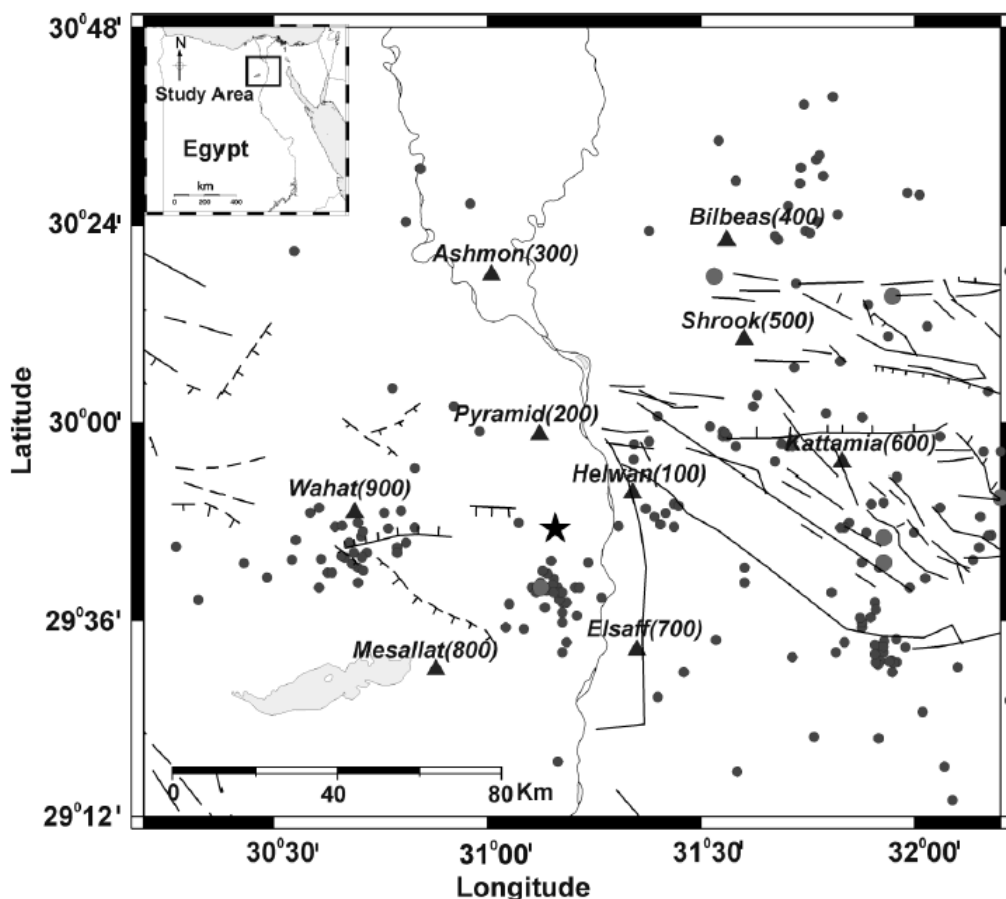 30°48'
N
Study Area
Egypt
km
0 200 400
30°24'
Bilbeas(400)
Ashmon(300)
Shrook(500)
Latitude
30°00'
Pyramid(200)
Kattamia(600)
Helwan(100)
Wahat(900)
29°36'
Elsaff(700)
Mesallat(800)
0 40 80 Km
29°12'
30°30' 31°00' 31°30' 32°00'
Longitude